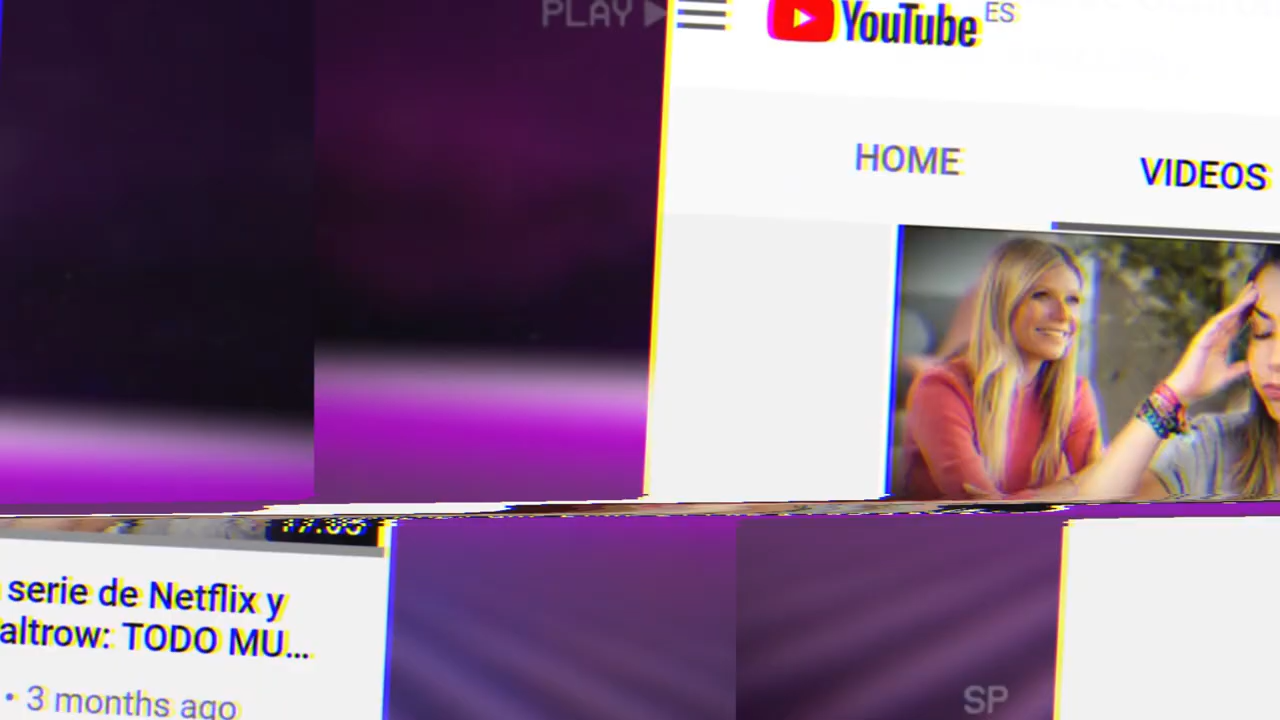 PLAY
YouTube ES
HOME
VIDEOS
serie de Netflix y
altrow: TODO MU...
• 3 months ago
SP